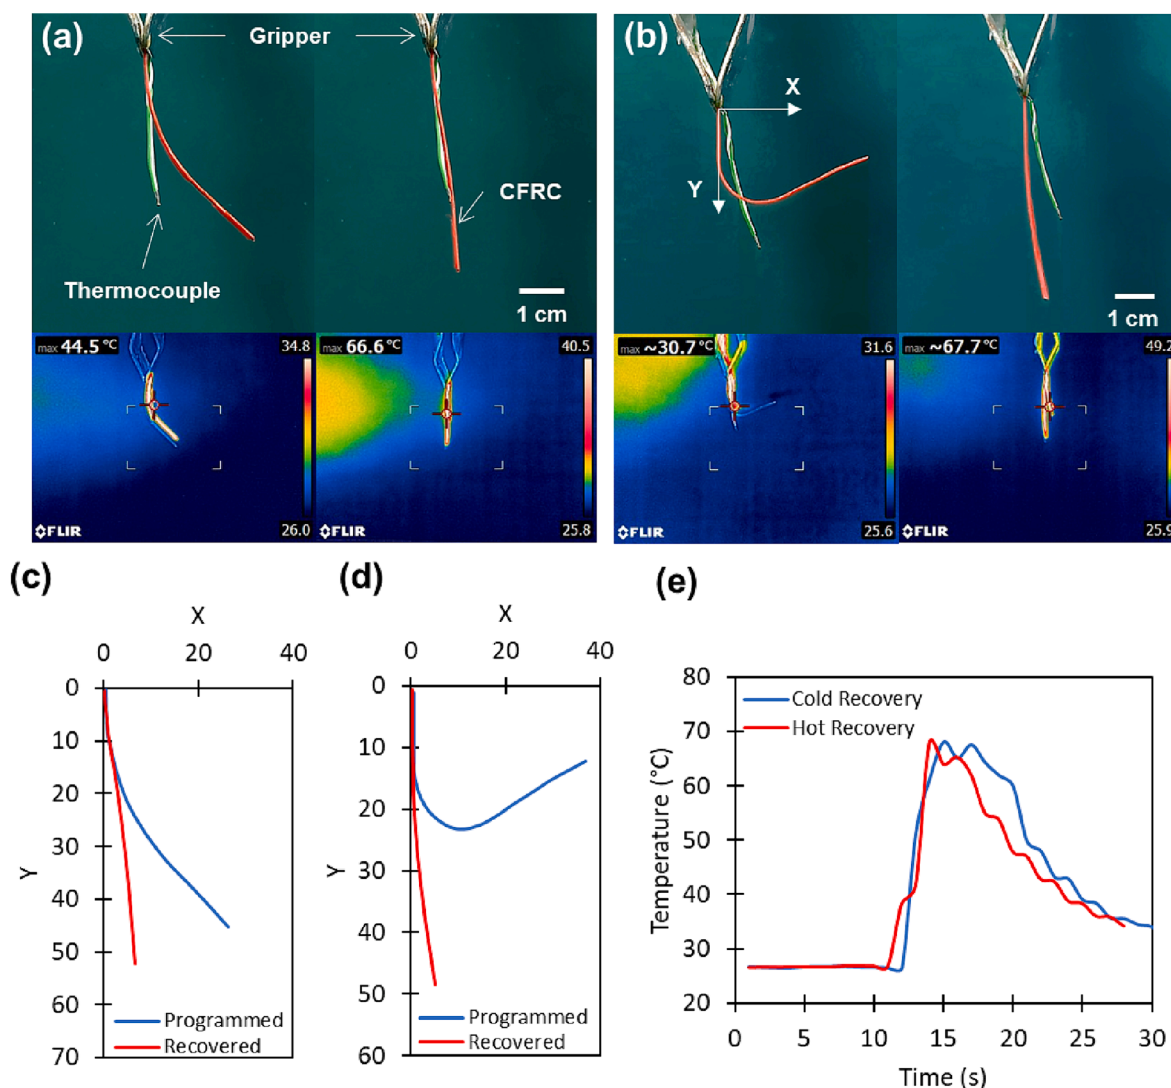 (a)
Gripper
CFRC
Thermocouple
1 cm
(b)
X
Y
1 cm
max 44.5 °C
34.8
26.0
FLIR
max 66.6 °C
40.5
25.8
FLIR
max ~30.7 °C
31.6
25.6
FLIR
max ~67.7 °C
49.2
25.9
FLIR
(c)
X
0 20 40
0
10
20
30
40
50
60
70
Y
Programmed
Recovered
(d)
X
0 20 40
0
10
20
30
40
50
60
Y
Programmed
Recovered
(e)
80
70
60
50
40
30
20
Temperature (°C)
Cold Recovery
Hot Recovery
0 5 10 15 20 25 30
Time (s)